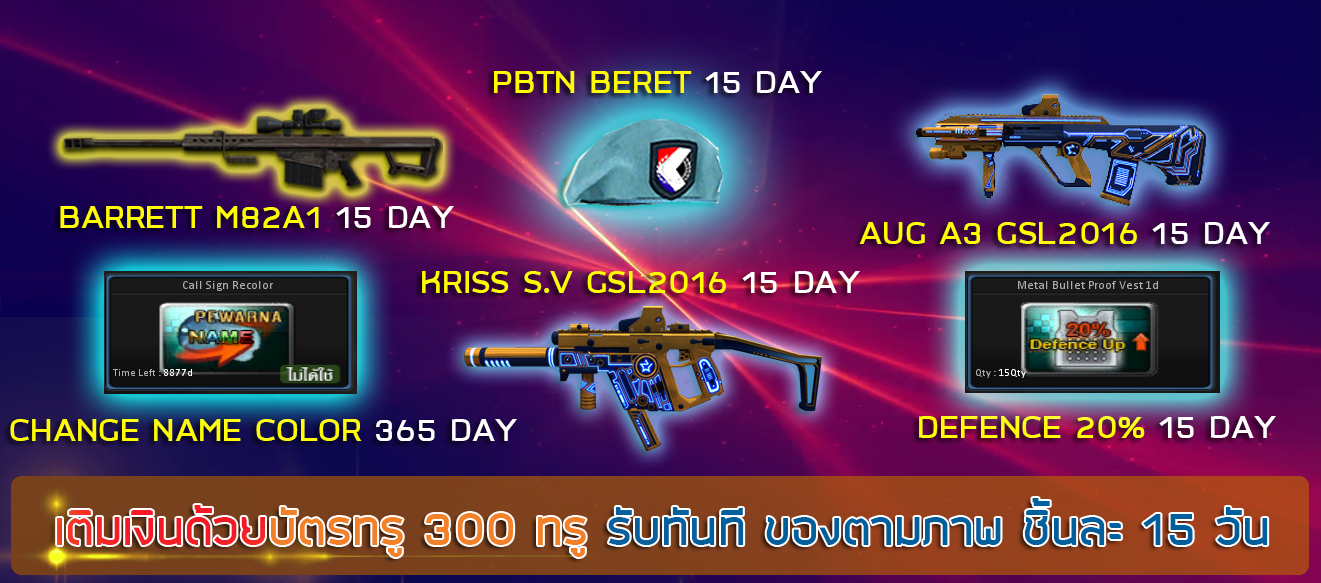 PBTN BERET 15 DAY
BARRETT M82A1 15 DAY
AUG A3 GSL2016 15 DAY
KRISS S.V GSL2016 15 DAY
Call Sign Recolor
PEWARNA
NAME
Time Left : 8877d
ไม่ได้ใช้
Metal Bullet Proof Vest 1d
20%
Defence Up
Qty : 15Qty
CHANGE NAME COLOR 365 DAY
DEFENCE 20% 15 DAY
เติมเงินด้วยบัตรทรู 300 ทรู รับทันที ของตามภาพ ชิ้นละ 15 วัน